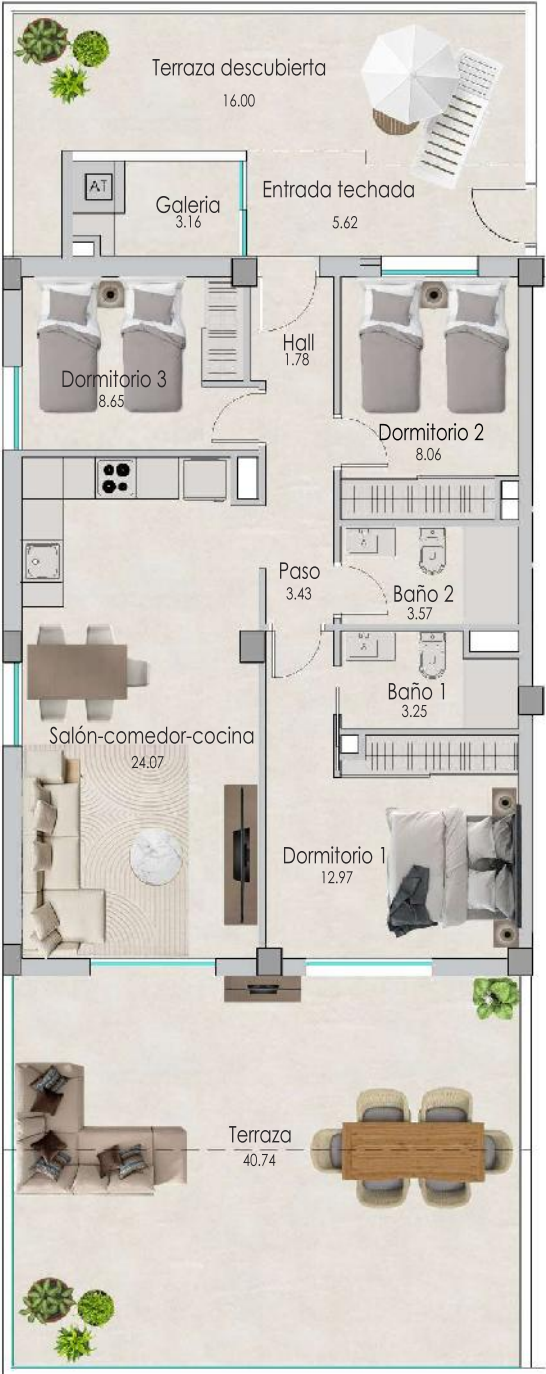 Terraza descubierta
16.00
AT
Galeria
3.16
Entrada techada
5.62
Hall
1.78
Dormitorio 3
8.65
Dormitorio 2
8.06
Paso
3.43
Baño 2
3.57
Baño 1
3.25
Salón-comedor-cocina
24.07
Dormitorio 1
12.97
Terraza
40.74